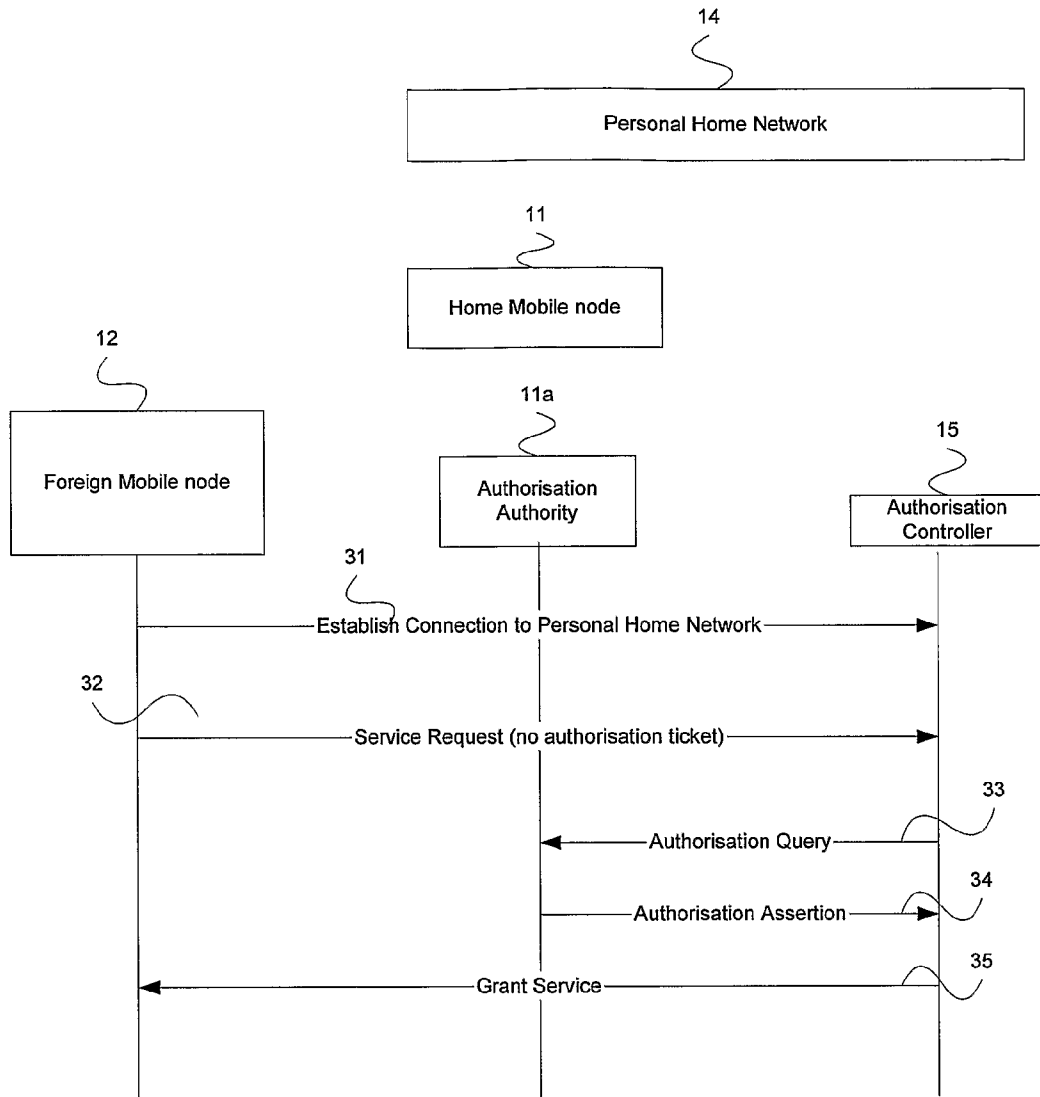 14
Personal Home Network
11
Home Mobile node
12
11a
15
Foreign Mobile node
Authorisation
Authority
Authorisation
Controller
31
Establish Connection to Personal Home Network
32
Service Request (no authorisation ticket)
33
Authorisation Query
34
Authorisation Assertion
35
Grant Service